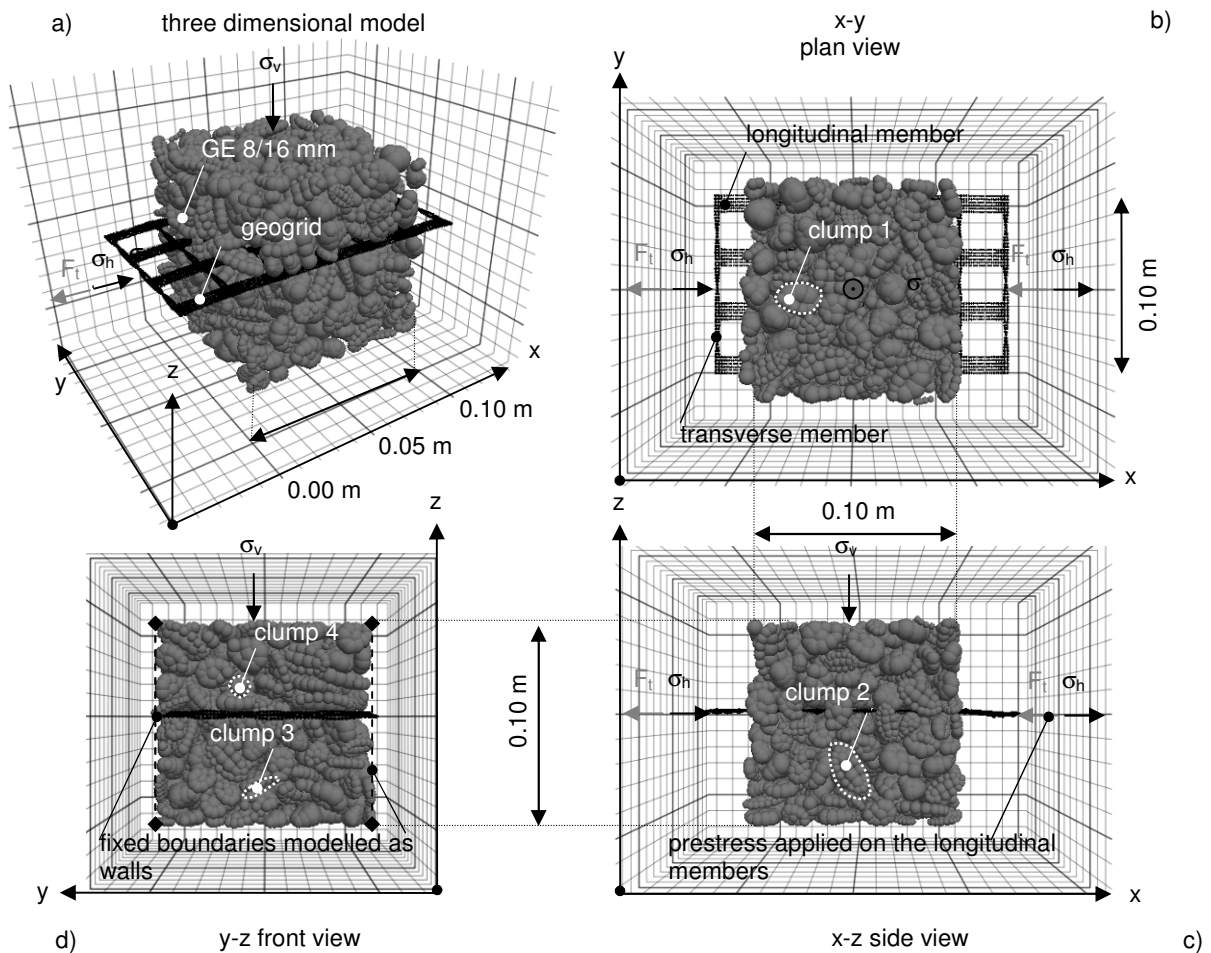 a)
three dimensional model
σv
GE 8/16 mm
geogrid
Ft
σh
σ
y
z
x
0.10 m
0.05 m
0.00 m
x-y
plan view
b)
y
longitudinal member
clump 1
Ft
σh
σ
Ft
σh
0.10 m
transverse member
x
z
σv
clump 4
clump 3
0.10 m
fixed boundaries modelled as
walls
y
d)
y-z front view
z
0.10 m
σv
Ft
σh
clump 2
Ft
σh
prestress applied on the longitudinal
members
x
x-z side view
c)